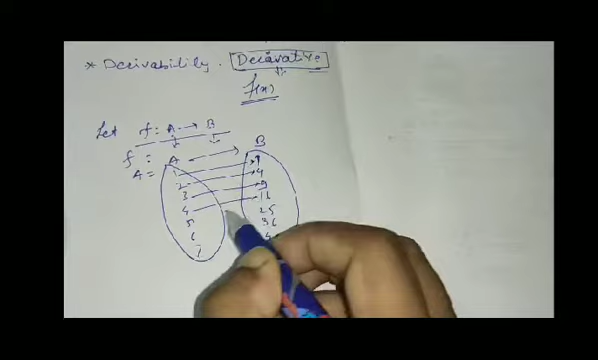 * Derivability. Derivative
f(x)
Let f: A → B
f: A → B
A =
1 1
2 4
3 9
4 16
5 25
6 36
7